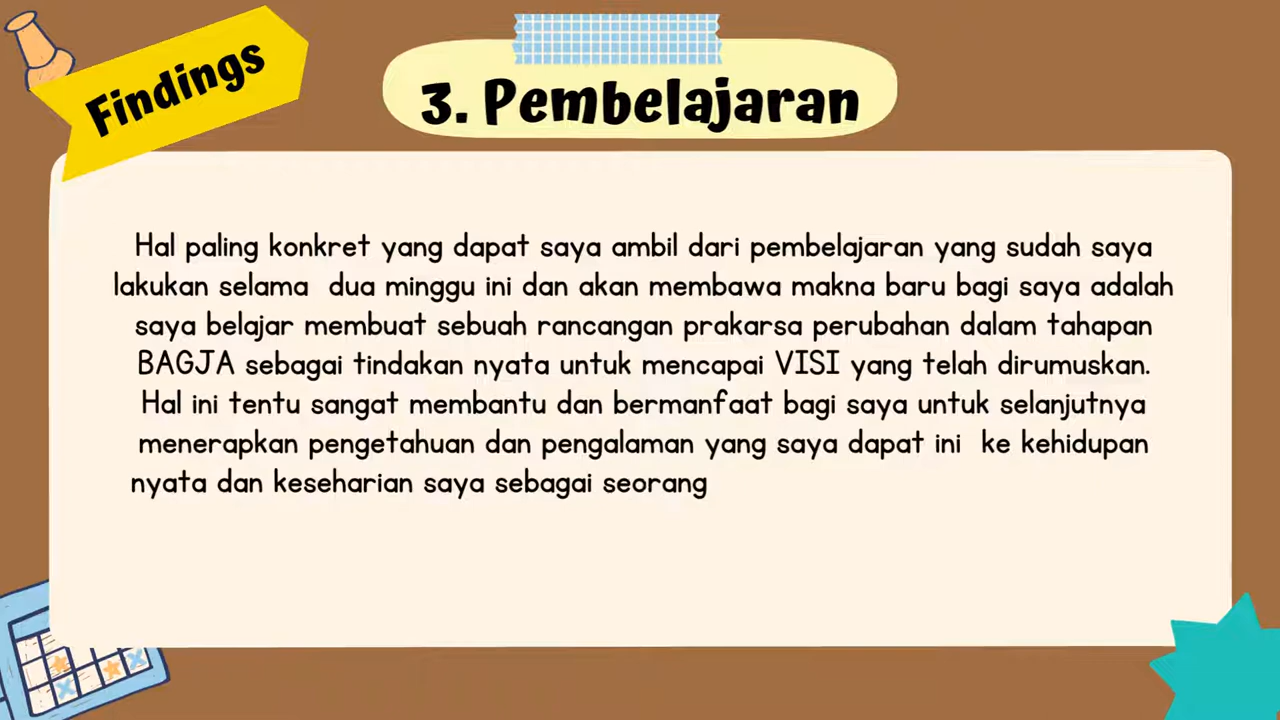 Findings
3. Pembelajaran
Hal paling konkret yang dapat saya ambil dari pembelajaran yang sudah saya
lakukan selama dua minggu ini dan akan membawa makna baru bagi saya adalah
saya belajar membuat sebuah rancangan prakarsa perubahan dalam tahapan
BAGJA sebagai tindakan nyata untuk mencapai VISI yang telah dirumuskan.
Hal ini tentu sangat membantu dan bermanfaat bagi saya untuk selanjutnya
menerapkan pengetahuan dan pengalaman yang saya dapat ini ke kehidupan
nyata dan keseharian saya sebagai seorang